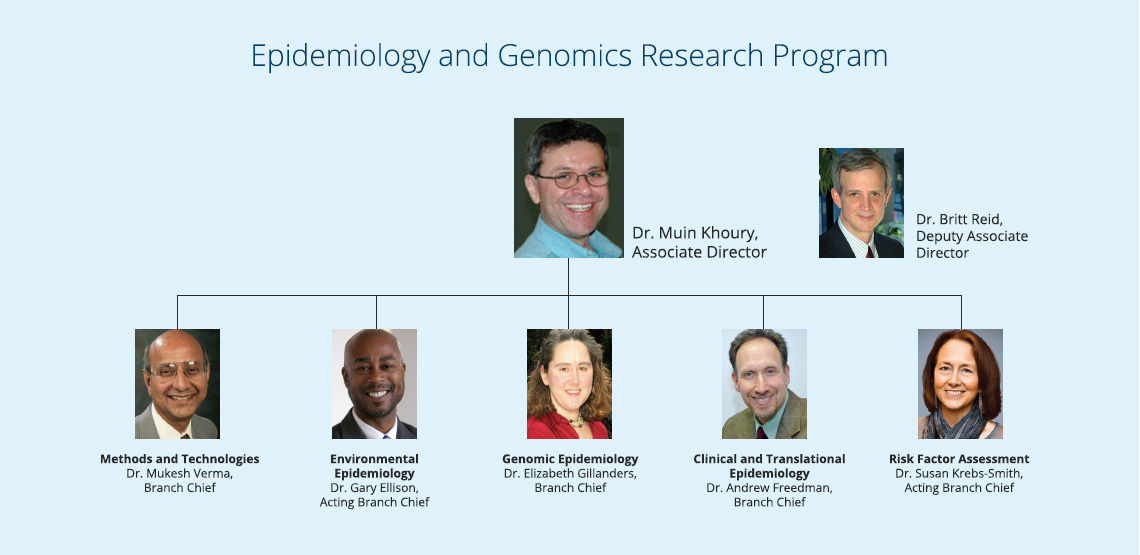 Epidemiology and Genomics Research Program
Dr. Muin Khoury,
Associate Director
Dr. Britt Reid,
Deputy Associate
Director
Methods and Technologies
Dr. Mukesh Verma,
Branch Chief
Environmental
Epidemiology
Dr. Gary Ellison,
Acting Branch Chief
Genomic Epidemiology
Dr. Elizabeth Gillanders,
Branch Chief
Clinical and Translational
Epidemiology
Dr. Andrew Freedman,
Branch Chief
Risk Factor Assessment
Dr. Susan Krebs-Smith,
Acting Branch Chief